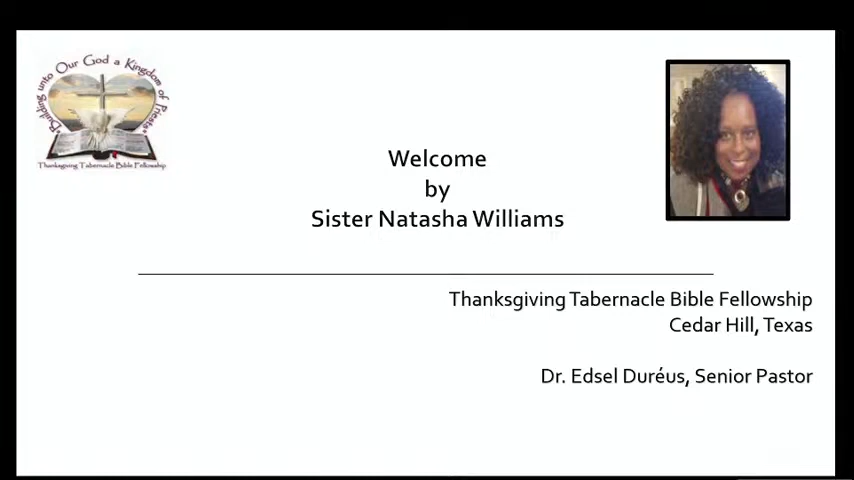 "Building unto Our God a Kingdom of Priests"
Thanksgiving Tabernacle Bible Fellowship
Welcome
by
Sister Natasha Williams
Thanksgiving Tabernacle Bible Fellowship
Cedar Hill, Texas
Dr. Edsel Duréus, Senior Pastor